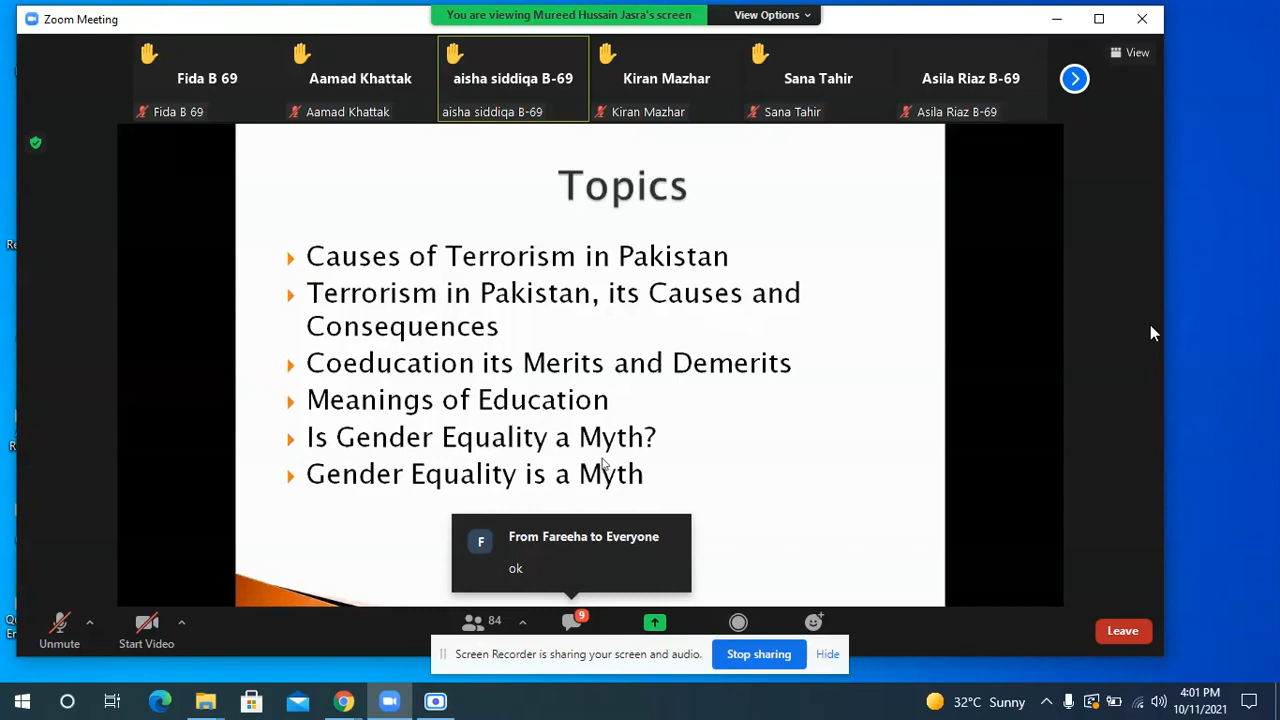 Zoom Meeting
You are viewing Mureed Hussain Jasra's screen
View Options
View
Fida B 69
Aamad Khattak
aisha siddiqa B-69
Kiran Mazhar
Sana Tahir
Asila Riaz B-69
Fida B 69
Aamad Khattak
aisha siddiqa B-69
Kiran Mazhar
Sana Tahir
Asila Riaz B-69
Topics
Causes of Terrorism in Pakistan
Terrorism in Pakistan, its Causes and
Consequences
Coeducation its Merits and Demerits
Meanings of Education
Is Gender Equality a Myth?
Gender Equality is a Myth
F
From Fareeha to Everyone
ok
Unmute
Start Video
84
9
Leave
Screen Recorder is sharing your screen and audio.
Stop sharing
Hide
32°C Sunny
4:01 PM
10/11/2021